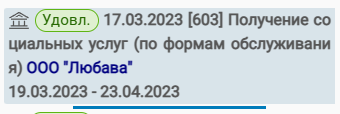 Удовл. 17.03.2023 [603] Получение со
циальных услуг (по формам обслуживани
я) ООО "Любава"
19.03.2023 - 23.04.2023